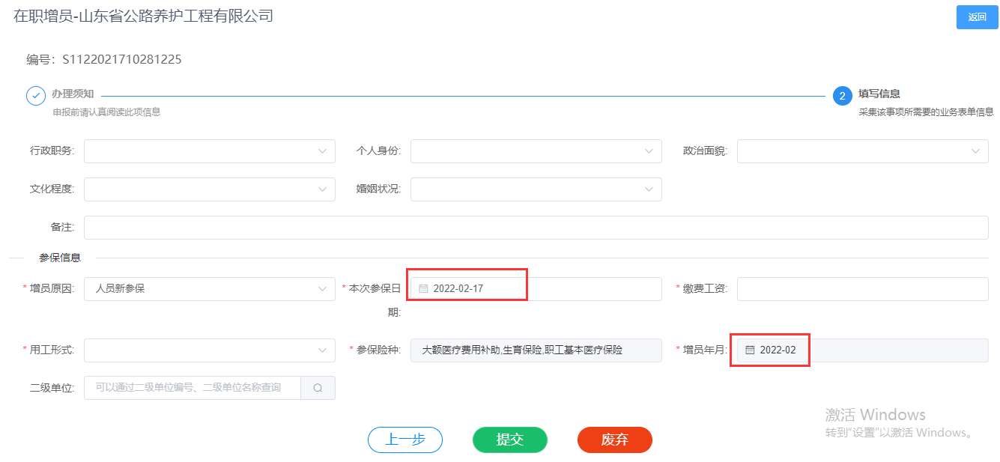 在职增员-山东省公路养护工程有限公司
返回
编号：S1122021710281225
办理须知
申报前请认真阅读此项信息
2
填写信息
采集该事项所需要的业务表单信息
行政职务:
个人身份:
政治面貌:
文化程度:
婚姻状况:
备注:
参保信息
* 增员原因: 人员新参保
* 本次参保日期: 2022-02-17
* 缴费工资:
* 用工形式:
* 参保险种: 大额医疗费用补助,生育保险,职工基本医疗保险
* 增员年月: 2022-02
二级单位: 可以通过二级单位编号、二级单位名称查询
上一步
提交
废弃
激活 Windows
转到“设置”以激活 Windows。